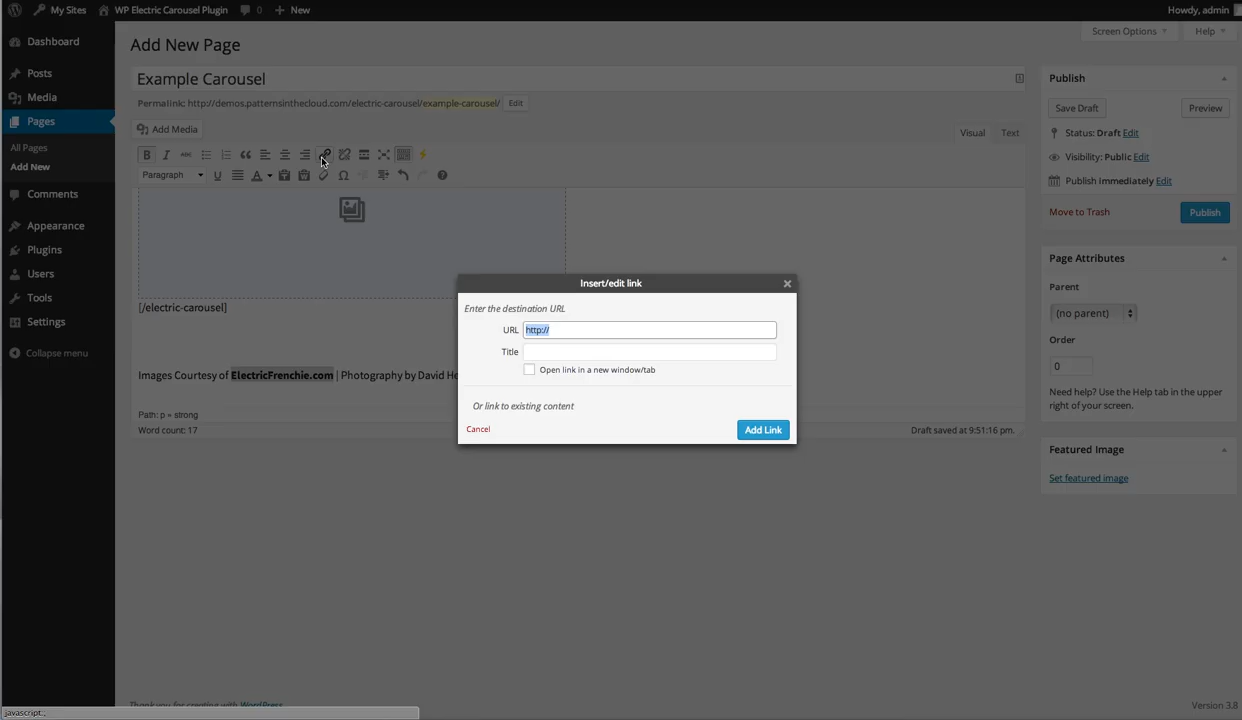 My Sites WP Electric Carousel Plugin 0 New Howdy, admin
Screen Options Help
Dashboard
Posts
Media
Pages
All Pages
Add New
Comments
Appearance
Plugins
Users
Tools
Settings
Collapse menu
Add New Page
Example Carousel
Permalink: http://demos.patternsinthecloud.com/electric-carousel/example-carousel/ Edit
Add Media
Visual Text
B I ABC
Paragraph U A
[/electric-carousel]
Images Courtesy of ElectricFrenchie.com | Photography by David He
Path: p » strong
Word count: 17 Draft saved at 9:51:16 pm.
Insert/edit link
Enter the destination URL
URL http://
Title
Open link in a new window/tab
Or link to existing content
Cancel Add Link
Publish
Save Draft Preview
Status: Draft Edit
Visibility: Public Edit
Publish immediately Edit
Move to Trash Publish
Page Attributes
Parent
(no parent)
Order
0
Need help? Use the Help tab in the upper
right of your screen.
Featured Image
Set featured image
Thank you for creating with WordPress
Version 3.8
javascript:,